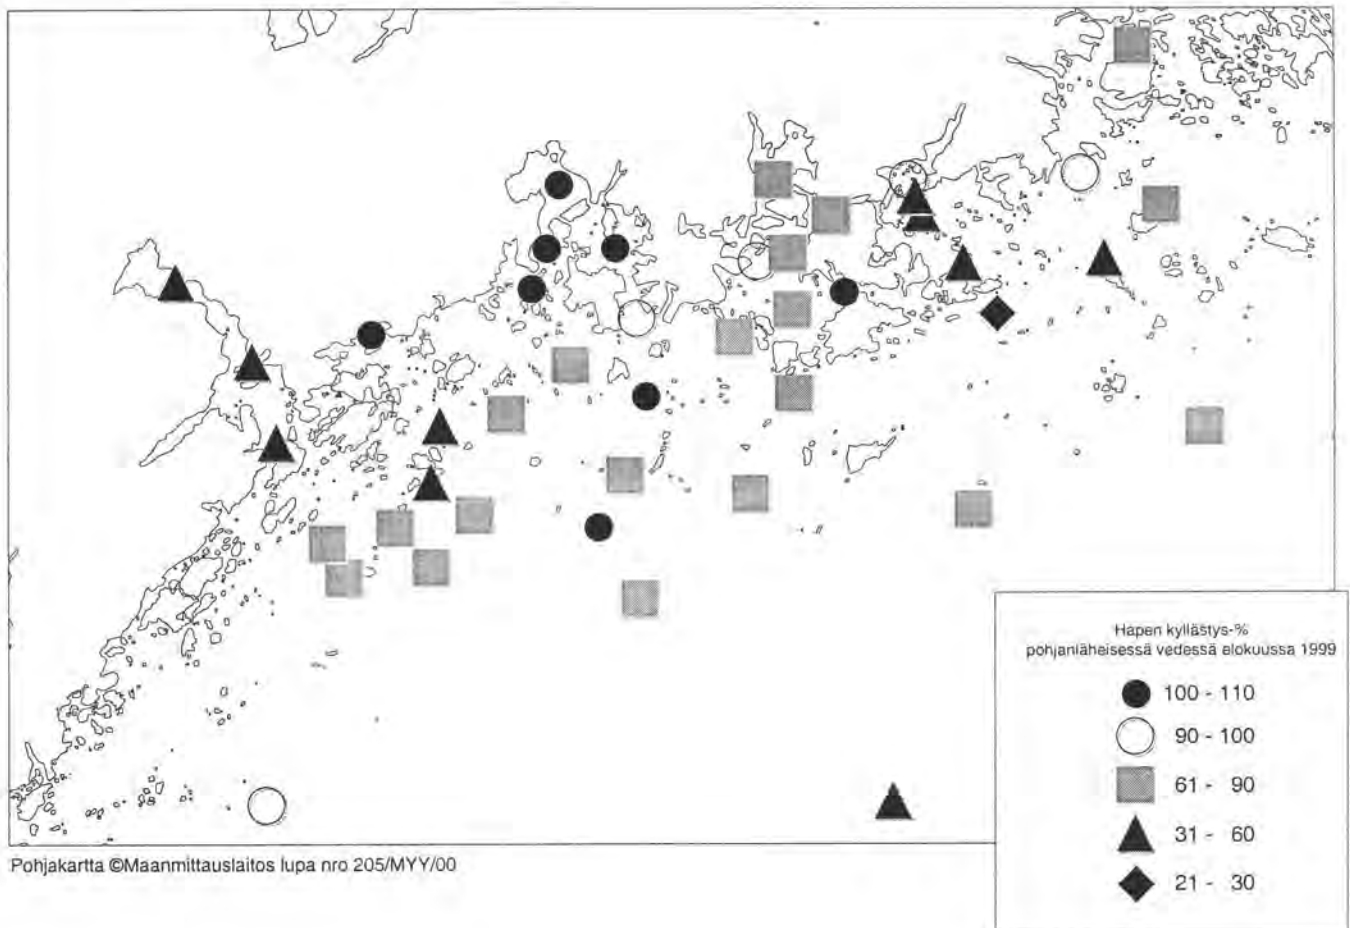 Hapen kyllästys-%
pohjanläheisessä vedessä elokuussa 1999
100 - 110
90 - 100
61 - 90
31 - 60
21 - 30
Pohjakartta ©Maanmittauslaitos lupa nro 205/MYY/00